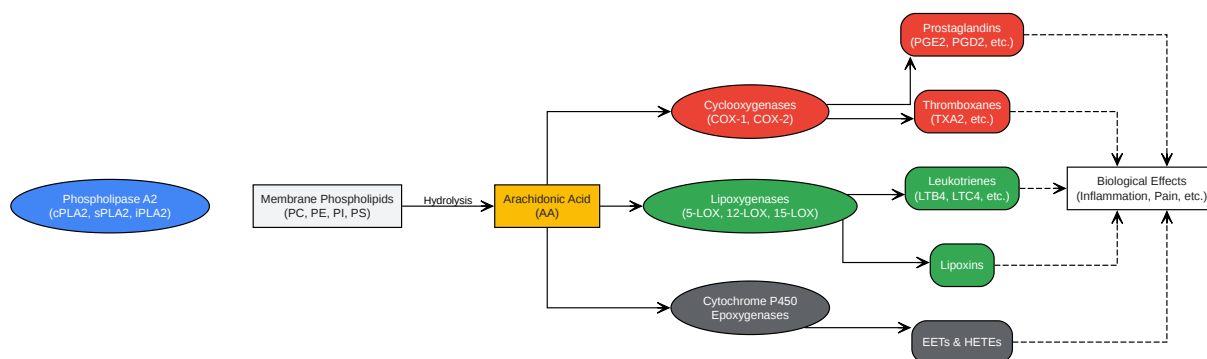 Phospholipase A2
(cPLA2, sPLA2, iPLA2)
Membrane Phospholipids
(PC, PE, PI, PS)
Hydrolysis
Arachidonic Acid
(AA)
Cyclooxygenases
(COX-1, COX-2)
Lipoxygenases
(5-LOX, 12-LOX, 15-LOX)
Cytochrome P450
Epoxygenases
Prostaglandins
(PGE2, PGD2, etc.)
Thromboxanes
(TXA2, etc.)
Leukotrienes
(LTB4, LTC4, etc.)
Lipoxins
EETs & HETEs
Biological Effects
(Inflammation, Pain, etc.)